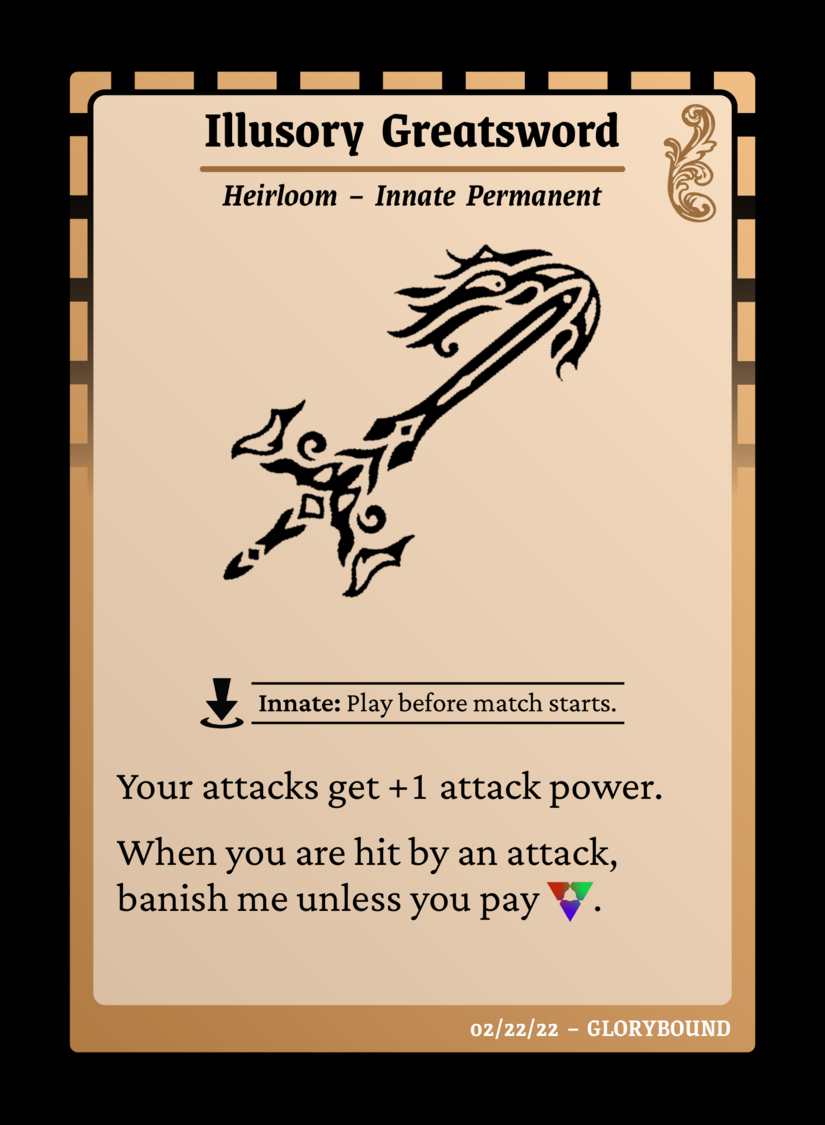 Illusory Greatsword
Heirloom – Innate Permanent
Innate: Play before match starts.
Your attacks get +1 attack power.
When you are hit by an attack,
banish me unless you pay .
02/22/22 – GLORYBOUND